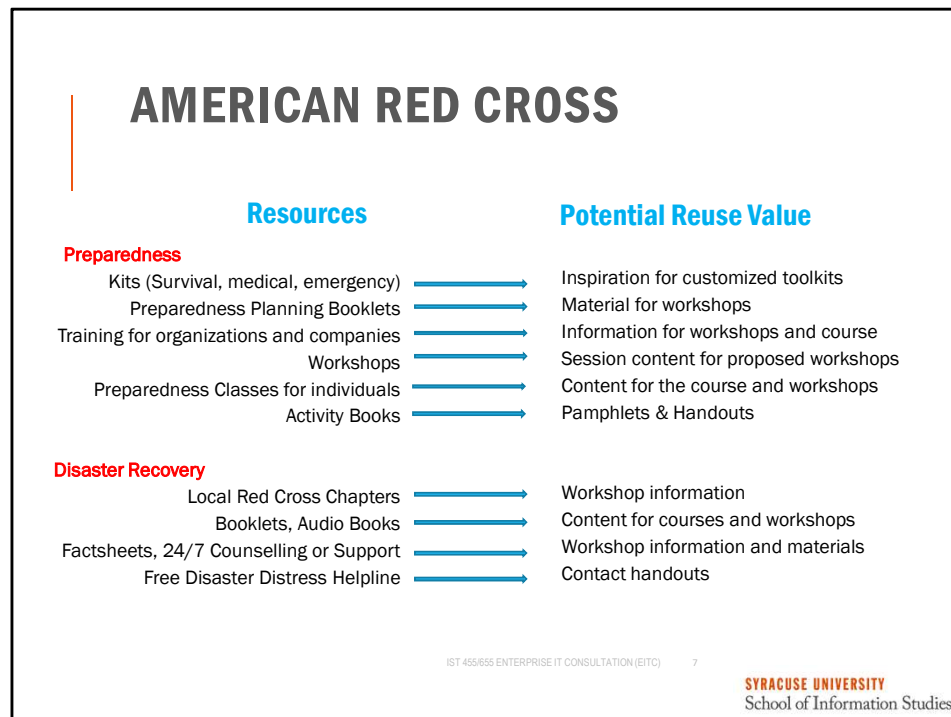 AMERICAN RED CROSS
Resources
Potential Reuse Value
Preparedness
Kits (Survival, medical, emergency)
Inspiration for customized toolkits
Preparedness Planning Booklets
Material for workshops
Training for organizations and companies
Information for workshops and course
Workshops
Session content for proposed workshops
Preparedness Classes for individuals
Content for the course and workshops
Activity Books
Pamphlets & Handouts
Disaster Recovery
Local Red Cross Chapters
Workshop information
Booklets, Audio Books
Content for courses and workshops
Factsheets, 24/7 Counselling or Support
Workshop information and materials
Free Disaster Distress Helpline
Contact handouts
IST 455/655 ENTERPRISE IT CONSULTATION (EITC) 7
SYRACUSE UNIVERSITY
School of Information Studies